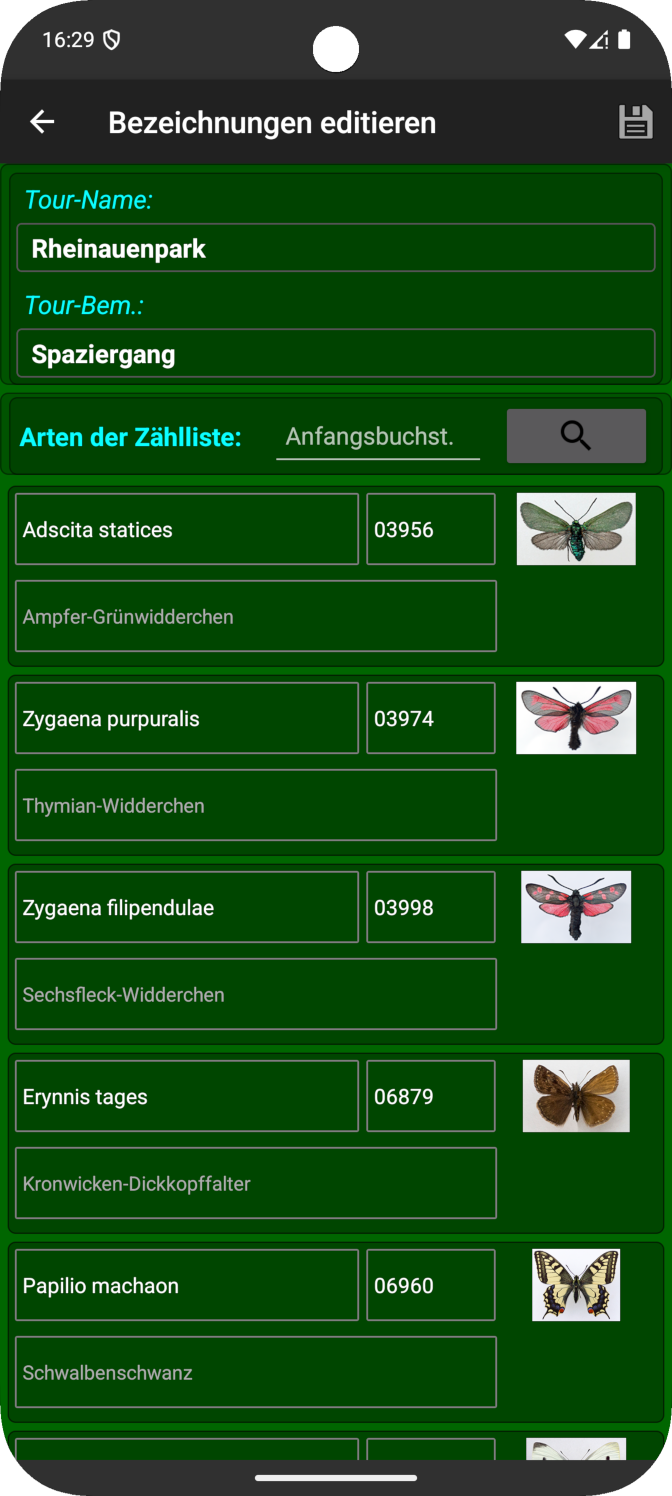 16:29
Bezeichnungen editieren
Tour-Name:
Rheinauenpark
Tour-Bem.:
Spaziergang
Arten der Zählliste: Anfangsbuchst.
Adscita statices 03956
Ampfer-Grünwidderchen
Zygaena purpuralis 03974
Thymian-Widderchen
Zygaena filipendulae 03998
Sechsfleck-Widderchen
Erynnis tages 06879
Kronwicken-Dickkopffalter
Papilio machaon 06960
Schwalbenschwanz